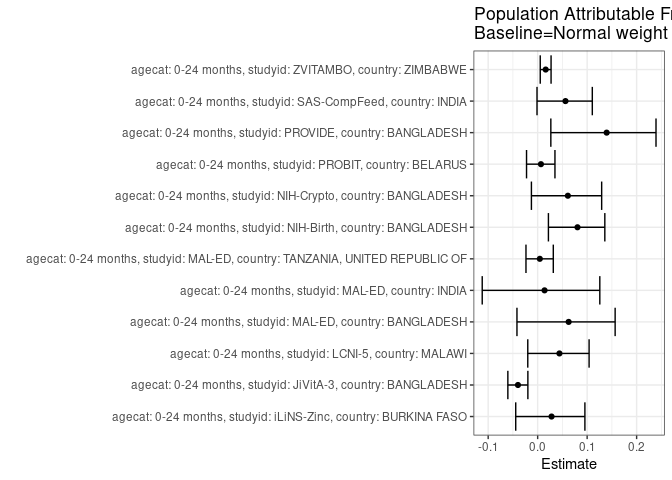 Population Attributable
Baseline=Normal weight
agecat: 0-24 months, studyid: ZVITAMBO, country: ZIMBABWE
agecat: 0-24 months, studyid: SAS-CompFeed, country: INDIA
agecat: 0-24 months, studyid: PROVIDE, country: BANGLADESH
agecat: 0-24 months, studyid: PROBIT, country: BELARUS
agecat: 0-24 months, studyid: NIH-Crypto, country: BANGLADESH
agecat: 0-24 months, studyid: NIH-Birth, country: BANGLADESH
agecat: 0-24 months, studyid: MAL-ED, country: TANZANIA, UNITED REPUBLIC OF
agecat: 0-24 months, studyid: MAL-ED, country: INDIA
agecat: 0-24 months, studyid: MAL-ED, country: BANGLADESH
agecat: 0-24 months, studyid: LCNI-5, country: MALAWI
agecat: 0-24 months, studyid: JiVitA-3, country: BANGLADESH
agecat: 0-24 months, studyid: iLiNS-Zinc, country: BURKINA FASO
-0.1 0.0 0.1 0.2
Estimate